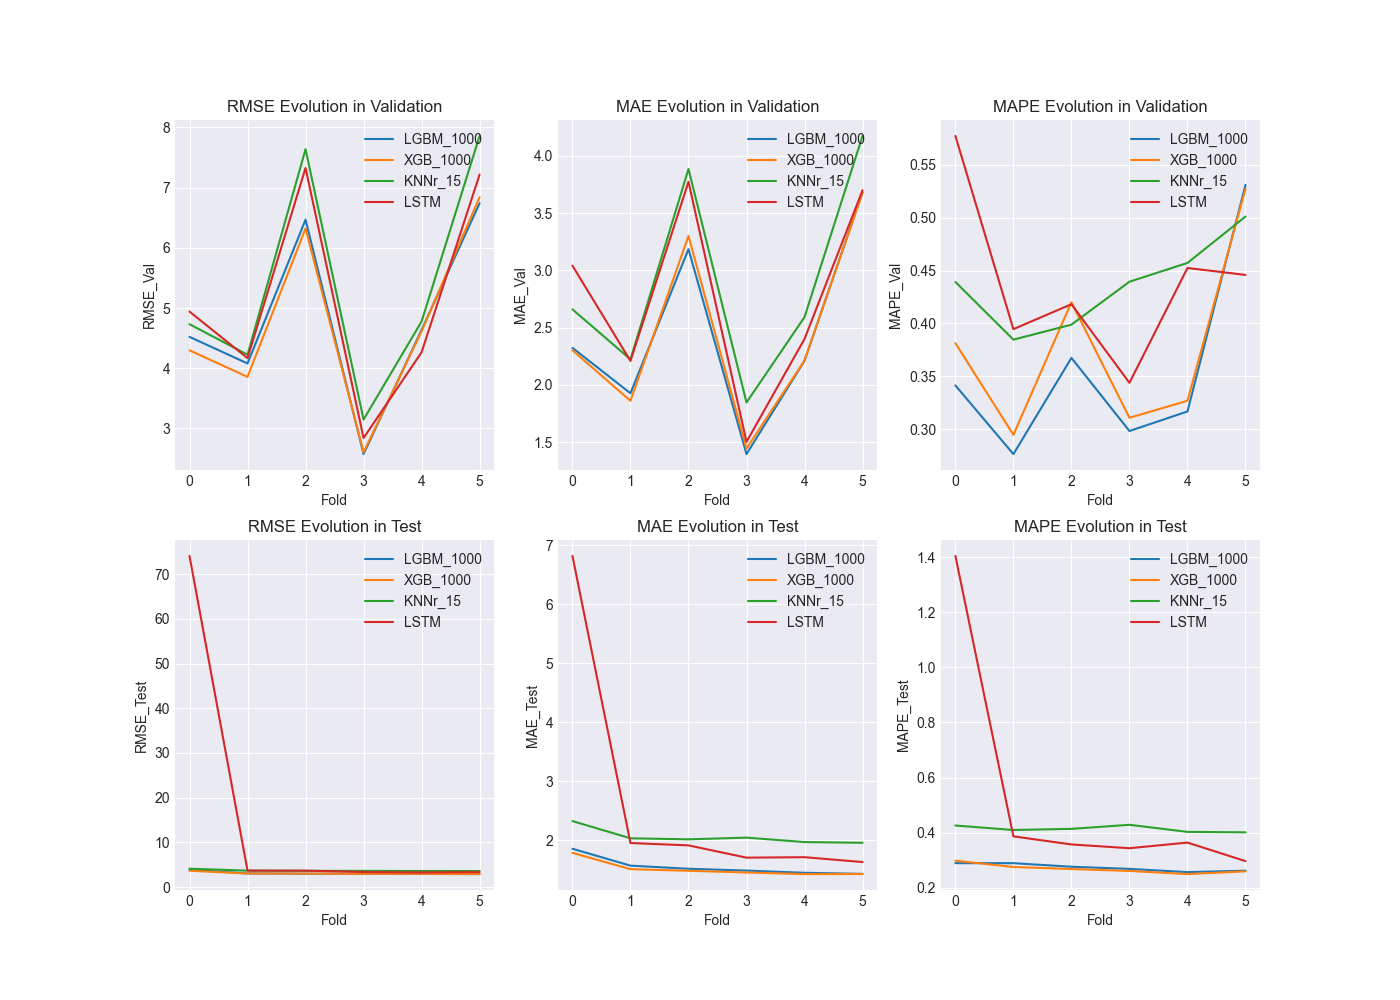 RMSE Evolution in Validation
8
7
6
5
4
3
RMSE_Val
0 1 2 3 4 5
Fold
LGBM_1000
XGB_1000
KNNr_15
LSTM
MAE Evolution in Validation
4.0
3.5
3.0
2.5
2.0
1.5
MAE_Val
0 1 2 3 4 5
Fold
LGBM_1000
XGB_1000
KNNr_15
LSTM
MAPE Evolution in Validation
0.55
0.50
0.45
0.40
0.35
0.30
MAPE_Val
0 1 2 3 4 5
Fold
LGBM_1000
XGB_1000
KNNr_15
LSTM
RMSE Evolution in Test
70
60
50
40
30
20
10
0
RMSE_Test
0 1 2 3 4 5
Fold
LGBM_1000
XGB_1000
KNNr_15
LSTM
MAE Evolution in Test
7
6
5
4
3
2
MAE_Test
0 1 2 3 4 5
Fold
LGBM_1000
XGB_1000
KNNr_15
LSTM
MAPE Evolution in Test
1.4
1.2
1.0
0.8
0.6
0.4
0.2
MAPE_Test
0 1 2 3 4 5
Fold
LGBM_1000
XGB_1000
KNNr_15
LSTM